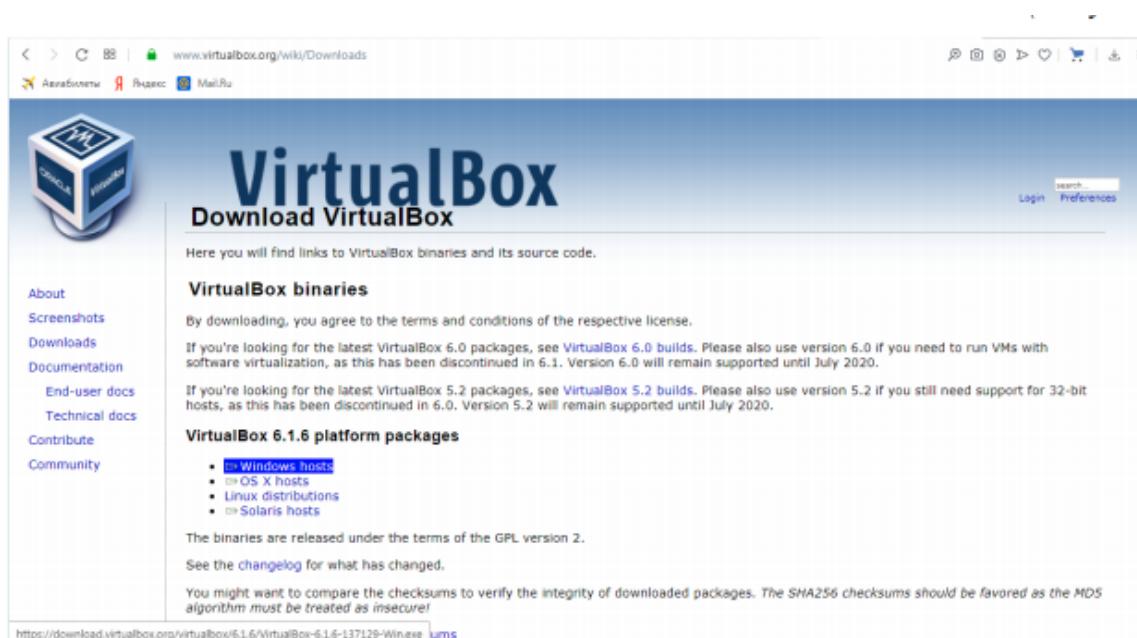 www.virtualbox.org/wiki/Downloads
Авиабилеты Я Яндекс Mail.Ru
ORACLE VirtualBox
VirtualBox
search...
Login Preferences
Download VirtualBox
Here you will find links to VirtualBox binaries and its source code.
About
Screenshots
Downloads
Documentation
End-user docs
Technical docs
Contribute
Community
VirtualBox binaries
By downloading, you agree to the terms and conditions of the respective license.
If you're looking for the latest VirtualBox 6.0 packages, see VirtualBox 6.0 builds. Please also use version 6.0 if you need to run VMs with
software virtualization, as this has been discontinued in 6.1. Version 6.0 will remain supported until July 2020.
If you're looking for the latest VirtualBox 5.2 packages, see VirtualBox 5.2 builds. Please also use version 5.2 if you still need support for 32-bit
hosts, as this has been discontinued in 6.0. Version 5.2 will remain supported until July 2020.
VirtualBox 6.1.6 platform packages
Windows hosts
OS X hosts
Linux distributions
Solaris hosts
The binaries are released under the terms of the GPL version 2.
See the changelog for what has changed.
You might want to compare the checksums to verify the integrity of downloaded packages. The SHA256 checksums should be favored as the MD5
algorithm must be treated as insecure!
https://download.virtualbox.org/virtualbox/6.1.6/VirtualBox-6.1.6-137129-Win.exe ums